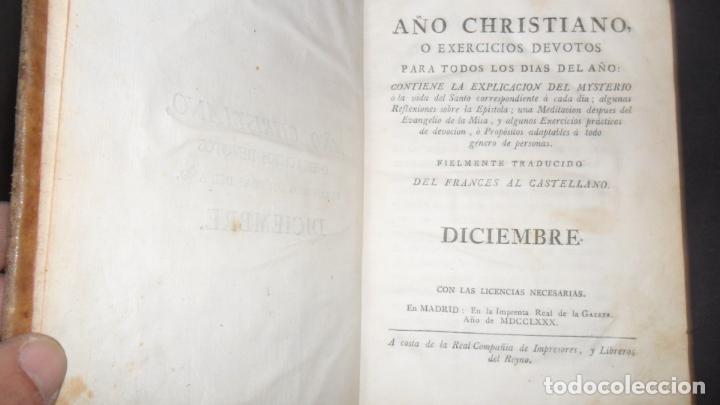 AÑO CHRISTIANO,
O EXERCICIOS DEVOTOS
PARA TODOS LOS DIAS DEL AÑO:
CONTIENE LA EXPLICACION DEL MYSTERIO
ò la vida del Santo correspondiente à cada dia; algunas
Reflexiones sobre la Epistola; una Meditacion despues del
Evangelio de la Misa, y algunos Exercicios prácticos
de devocion, ò Propósitos adaptables à todo
género de personas.
FIELMENTE TRADUCIDO
DEL FRANCES AL CASTELLANO.
DICIEMBRE.
CON LAS LICENCIAS NECESARIAS.
En MADRID: En la Imprenta Real de la GAZETA.
Año de MDCCLXXX.
A costa de la Real Compañia de Impresores, y Libreros
del Reyno.
todocoleccion